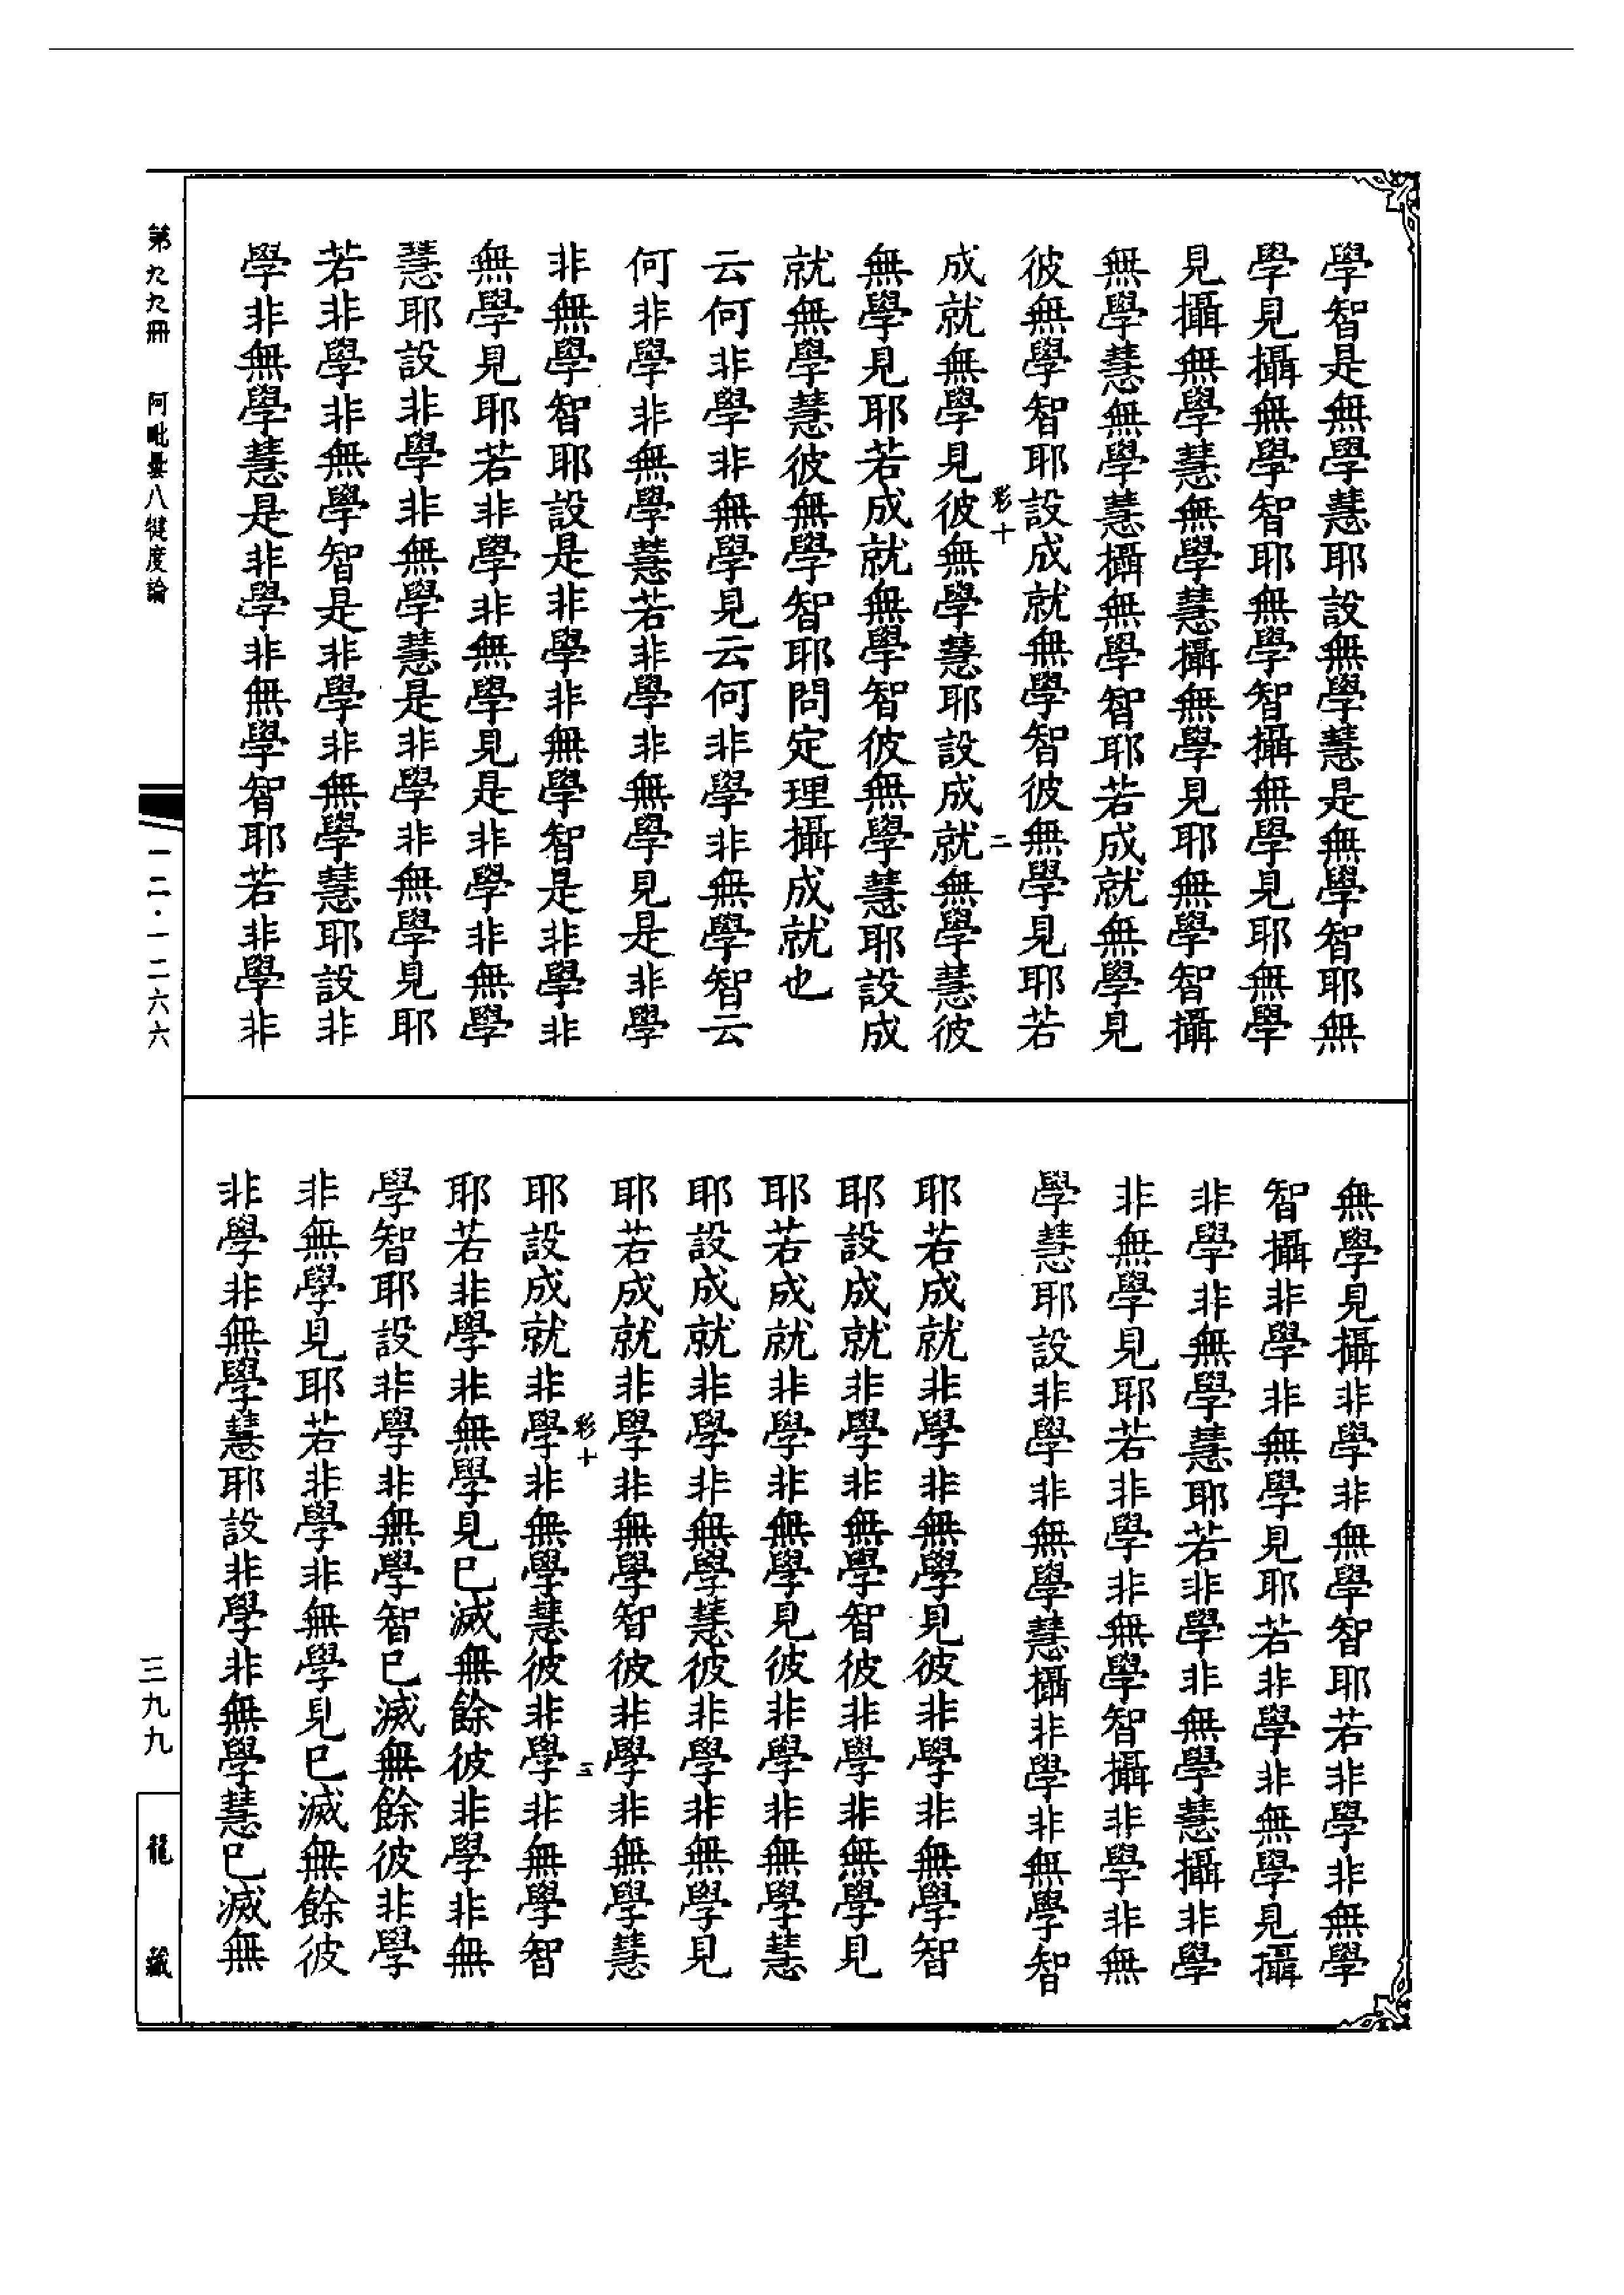 學智是無學慧耶設無學慧是無學智耶無
學見攝無學智耶無學智攝無學見耶無學
見攝無學慧無學慧攝無學見耶無學智攝
無學慧無學慧攝無學智耶若成就無學見
彼無學智耶設成就無學智彼無學見耶若
彩十 二
成就無學見彼無學慧耶設成就無學慧彼
無學見耶若成就無學智彼無學慧耶設成
就無學慧彼無學智耶問定理攝成就也
云何非學非無學見云何非學非無學智云
何非學非無學慧若非學非無學見是非學
非無學智耶設是非學非無學智是非學非
無學見耶若非學非無學見是非學非無學
慧耶設非學非無學慧是非學非無學見耶
若非學非無學智是非學非無學慧耶設非
學非無學慧是非學非無學智耶若非學非
無學見攝非學非無學智耶若非學非無學
智攝非學非無學見耶若非學非無學見攝
非學非無學慧耶若非學非無學慧攝非學
非無學見耶若非學非無學智攝非學非無
學慧耶設非學非無學慧攝非學非無學智
耶若成就非學非無學見彼非學非無學智
耶設成就非學非無學智彼非學非無學見
耶若成就非學非無學見彼非學非無學慧
耶設成就非學非無學慧彼非學非無學見
耶若成就非學非無學智彼非學非無學慧
彩十 三
耶設成就非學非無學慧彼非學非無學智
耶若非學非無學見巳滅無餘彼非學非無
學智耶設非學非無學智巳滅無餘彼非學
非無學見耶若非學非無學見巳滅無餘彼
非學非無學慧耶設非學非無學慧巳滅無
第九九冊 阿毗曇八犍度論
一二·一二六六
三九九
龍藏